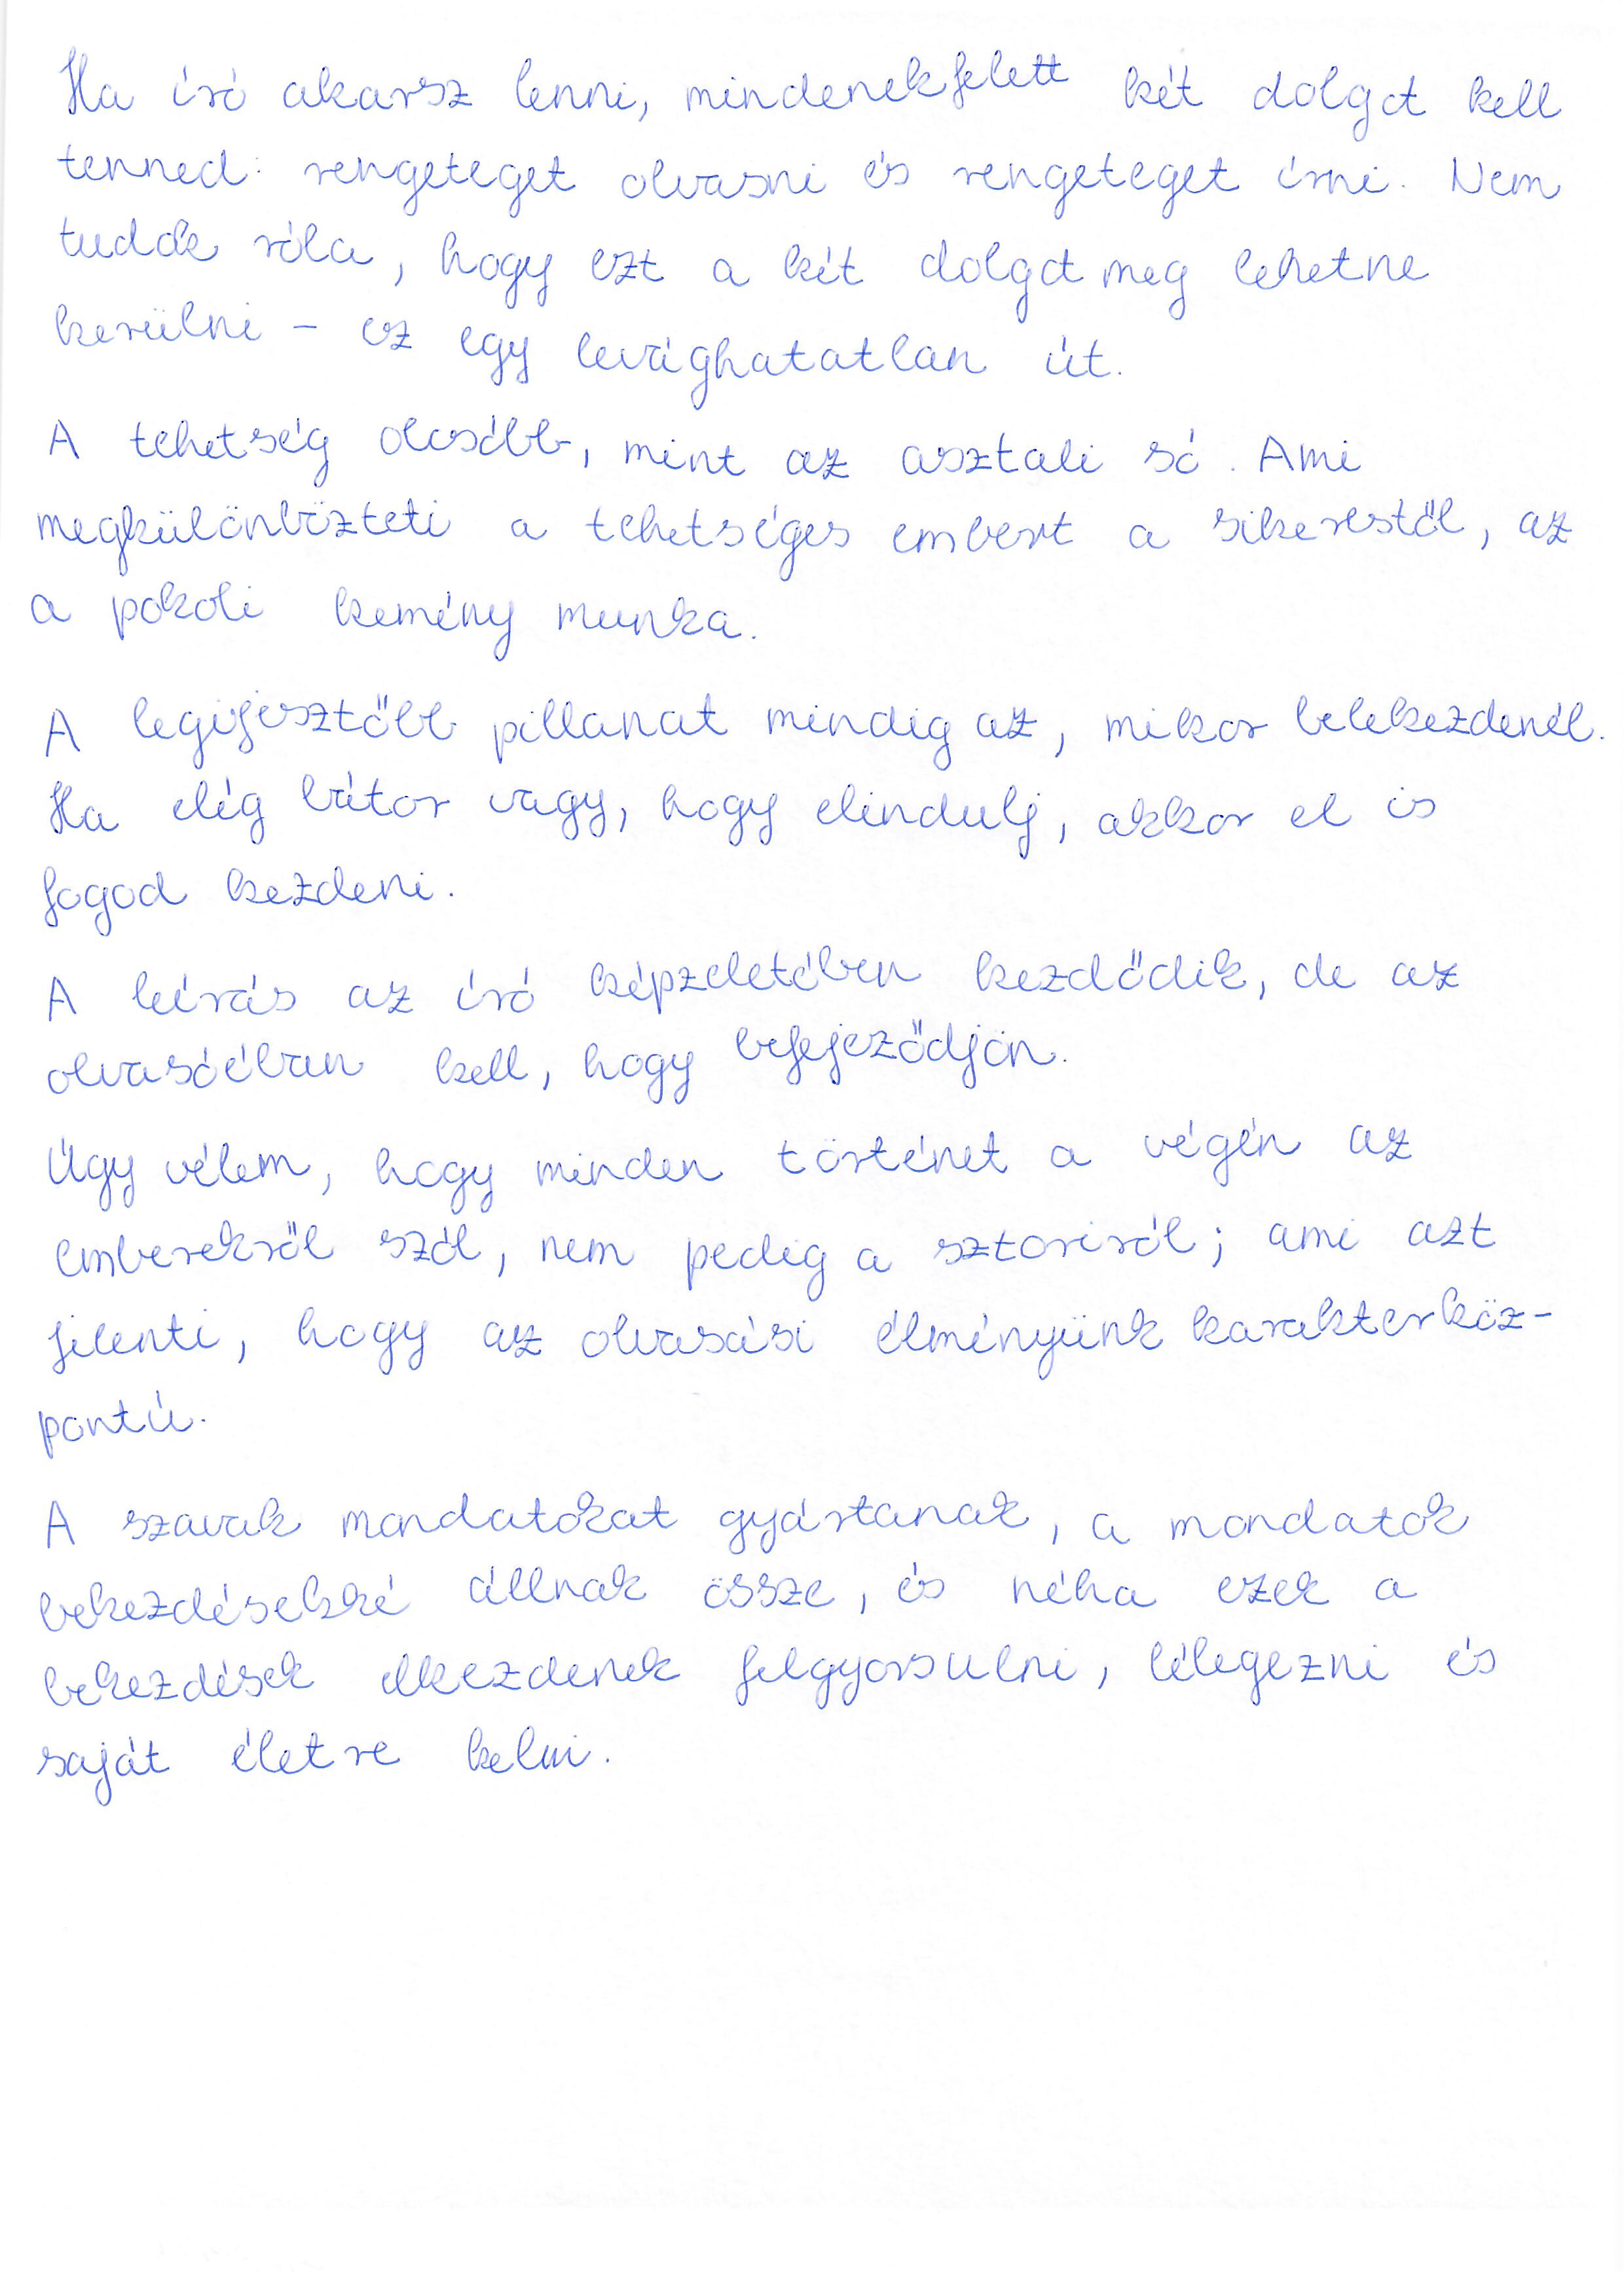 Ha író akarsz lenni, mindenekfelett két dolgot kell
tenned: rengeteget olvasni és rengeteget írni. Nem
tudok róla, hogy ezt a két dolgot meg lehetne
kerülni – ez egy levághatatlan út.
A tehetség olcsóbb, mint az asztali só. Ami
megkülönbözteti a tehetséges embert a sikerestől, az
a pokoli kemény munka.
A legijesztőbb pillanat mindig az, mikor belekezdenél.
Ha elég bátor vagy, hogy elindulj, akkor el is
fogod kezdeni.
A leírás az író képzeletében kezdődik, de az
olvasóéban kell, hogy befejeződjön.
Úgy vélem, hogy minden történet a végén az
emberekről szól, nem pedig a sztoriról; ami azt
jelenti, hogy az olvasási élményünk karakterköz-
pontú.
A szavak mondatokat gyártanak, a mondatok
bekezdésekké állnak össze, és néha ezek a
bekezdések elkezdenek felgyorsulni, lélegezni és
saját életre kelni.